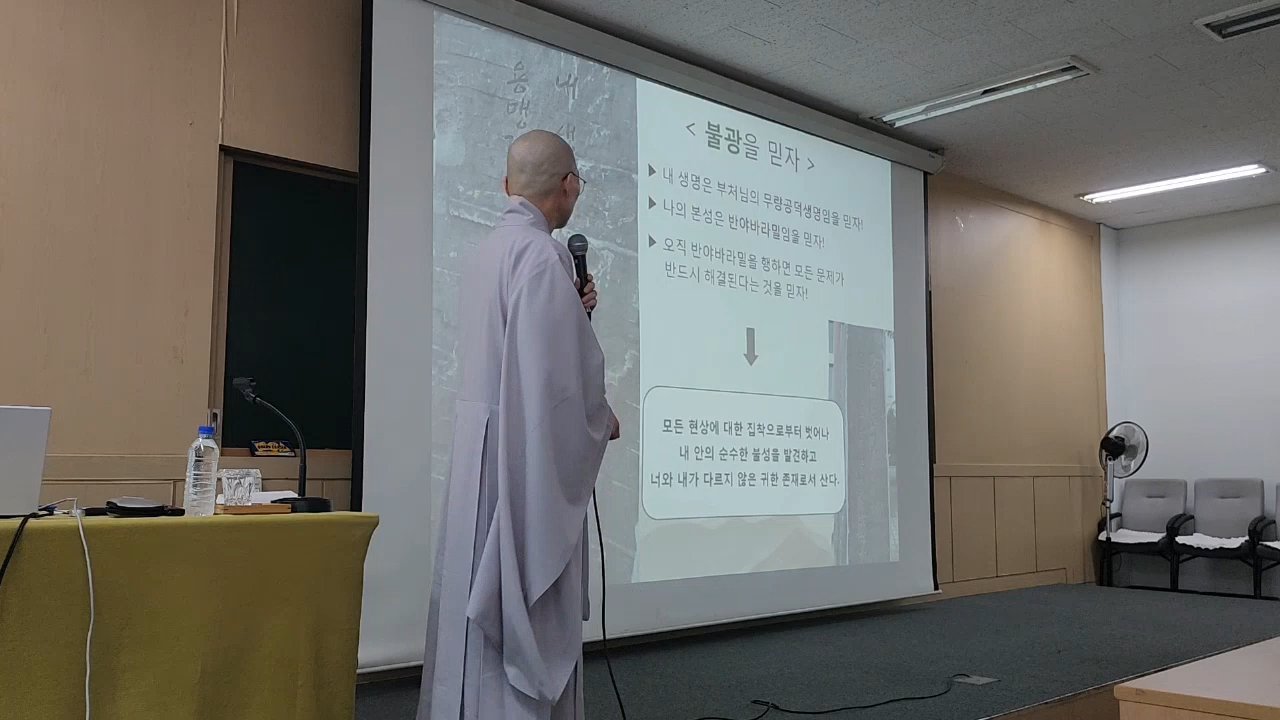 용맹
내 생
< 불광을 믿자 >
▶ 내 생명은 부처님의 무량공덕생명임을 믿자!
▶ 나의 본성은 반야바라밀임을 믿자!
▶ 오직 반야바라밀을 행하면 모든 문제가
반드시 해결된다는 것을 믿자!
모든 현상에 대한 집착으로부터 벗어나
내 안의 순수한 불성을 발견하고
너와 내가 다르지 않은 귀한 존재로서 산다.